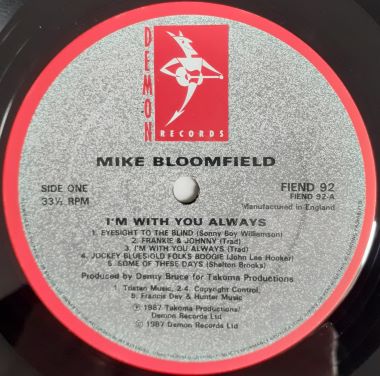 DEMON
RECORDS
MIKE BLOOMFIELD
SIDE ONE
33⅓ RPM
FIEND 92
FIEND 92-A
Manufactured in England
I'M WITH YOU ALWAYS
1. EYESIGHT TO THE BLIND (Sonny Boy Williamson)
2. FRANKIE & JOHNNY (Trad)
3. I'M WITH YOU ALWAYS (Trad)
4. JOCKEY BLUES/OLD FOLKS BOOGIE (John Lee Hooker)
5. SOME OF THESE DAYS (Shelton Brooks)
Produced by Denny Bruce for Takoma Productions
1. Tristan Music, 2-4. Copyright Control,
5. Francis Day & Hunter Music
℗ 1987 Takoma Productions
© 1987 Demon Records Ltd